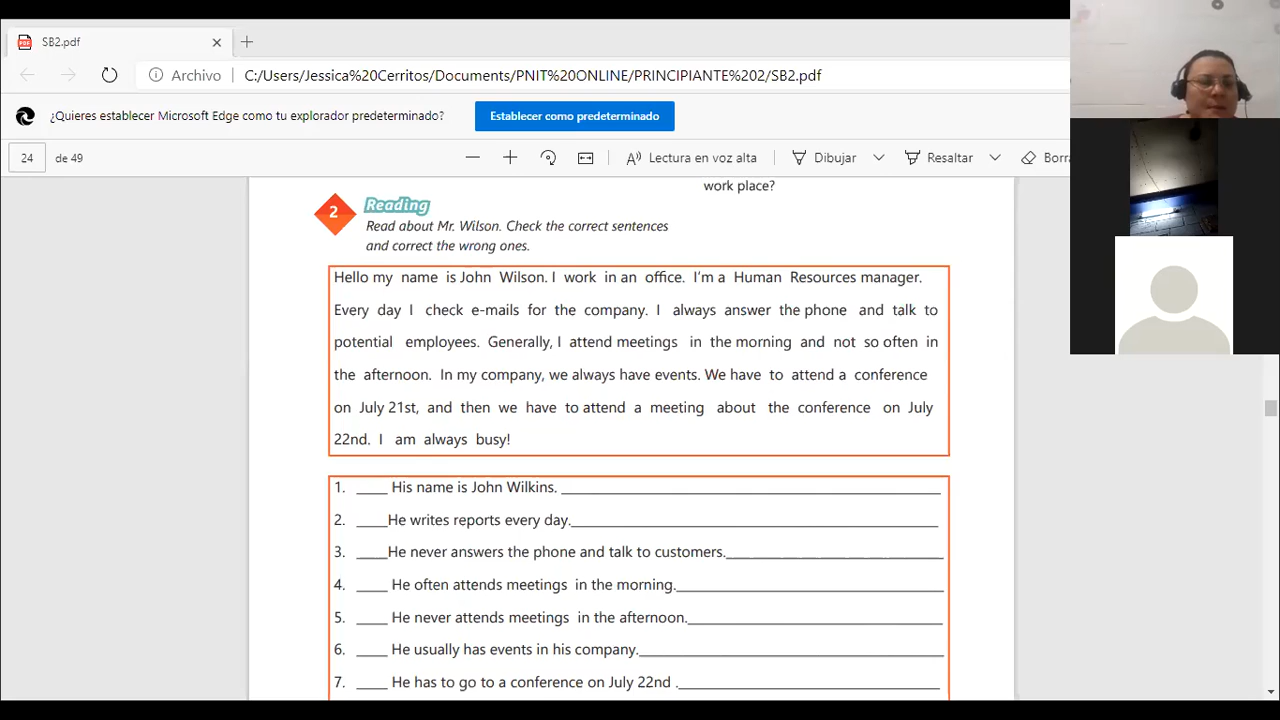 SB2.pdf
Archivo C:/Users/Jessica%20Cerritos/Documents/PNIT%20ONLINE/PRINCIPIANTE%202/SB2.pdf
¿Quieres establecer Microsoft Edge como tu explorador predeterminado? Establecer como predeterminado
24 de 49 Lectura en voz alta Dibujar Resaltar Borra
work place?
2 Reading
Read about Mr. Wilson. Check the correct sentences
and correct the wrong ones.
Hello my name is John Wilson. I work in an office. I'm a Human Resources manager.
Every day I check e-mails for the company. I always answer the phone and talk to
potential employees. Generally, I attend meetings in the morning and not so often in
the afternoon. In my company, we always have events. We have to attend a conference
on July 21st, and then we have to attend a meeting about the conference on July
22nd. I am always busy!
1. ____ His name is John Wilkins. ____
2. ____He writes reports every day.____
3. ____He never answers the phone and talk to customers.____
4. ____ He often attends meetings in the morning.____
5. ____ He never attends meetings in the afternoon.____
6. ____ He usually has events in his company.____
7. ____ He has to go to a conference on July 22nd .____